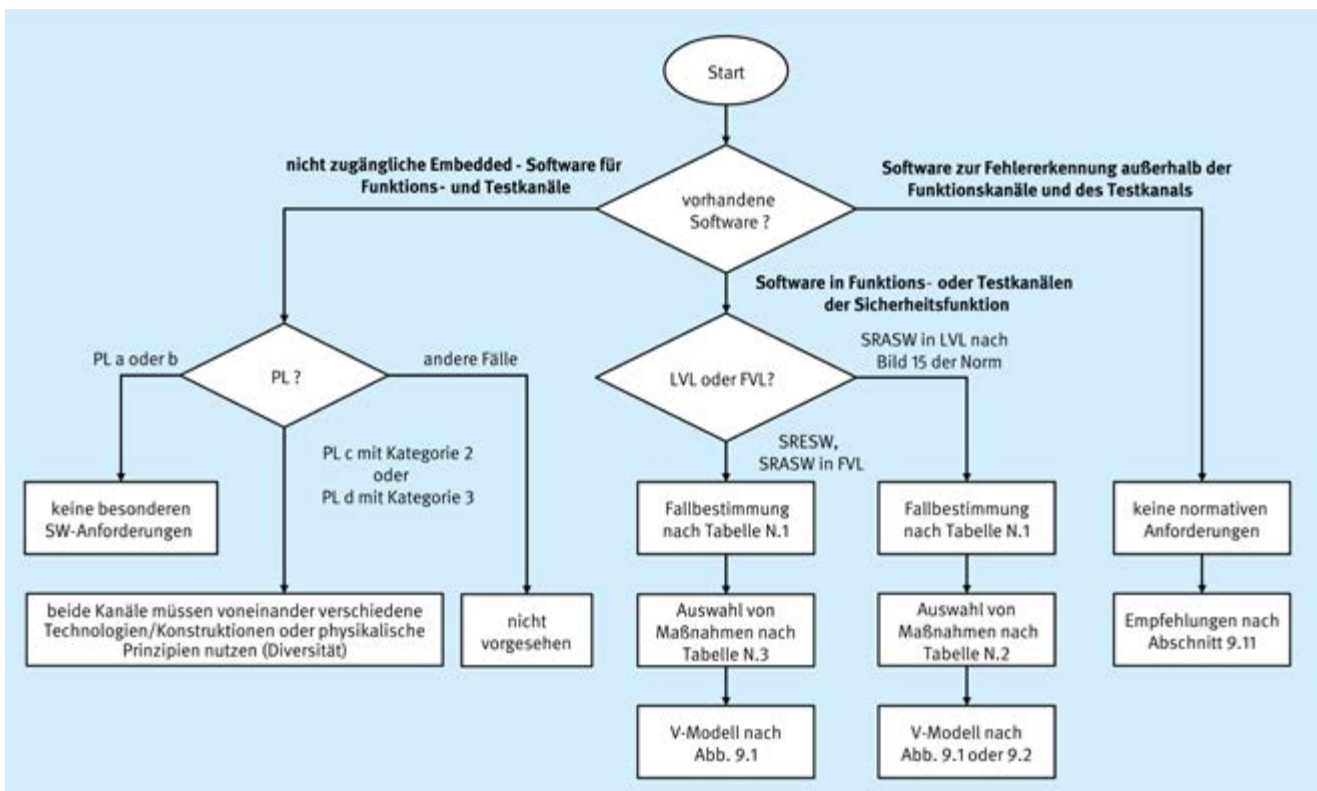 Start
nicht zugängliche Embedded - Software für
Funktions- und Testkanäle
vorhandene
Software ?
Software zur Fehlererkennung außerhalb der
Funktionskanäle und des Testkanals
Software in Funktions- oder Testkanälen
der Sicherheitsfunktion
PL a oder b
PL ?
andere Fälle
LVL oder FVL?
SRASW in LVL nach
Bild 15 der Norm
PL c mit Kategorie 2
oder
PL d mit Kategorie 3
SRESW,
SRASW in FVL
keine besonderen
SW-Anforderungen
Fallbestimmung
nach Tabelle N.1
Fallbestimmung
nach Tabelle N.1
keine normativen
Anforderungen
beide Kanäle müssen voneinander verschiedene
Technologien/Konstruktionen oder physikalische
Prinzipien nutzen (Diversität)
nicht
vorgesehen
Auswahl von
Maßnahmen nach
Tabelle N.3
Auswahl von
Maßnahmen nach
Tabelle N.2
Empfehlungen nach
Abschnitt 9.11
V-Modell nach
Abb. 9.1
V-Modell nach
Abb. 9.1 oder 9.2